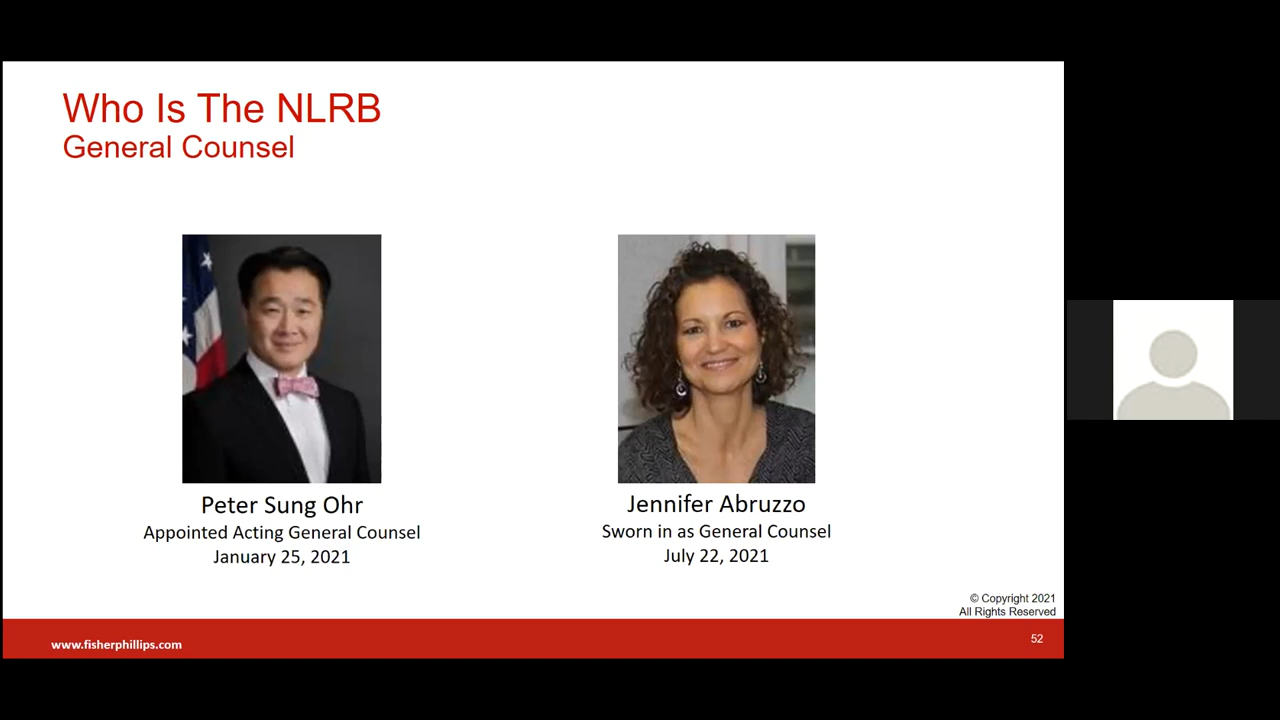 Who Is The NLRB
General Counsel
Peter Sung Ohr
Appointed Acting General Counsel
January 25, 2021
Jennifer Abruzzo
Sworn in as General Counsel
July 22, 2021
© Copyright 2021
All Rights Reserved
www.fisherphillips.com
52